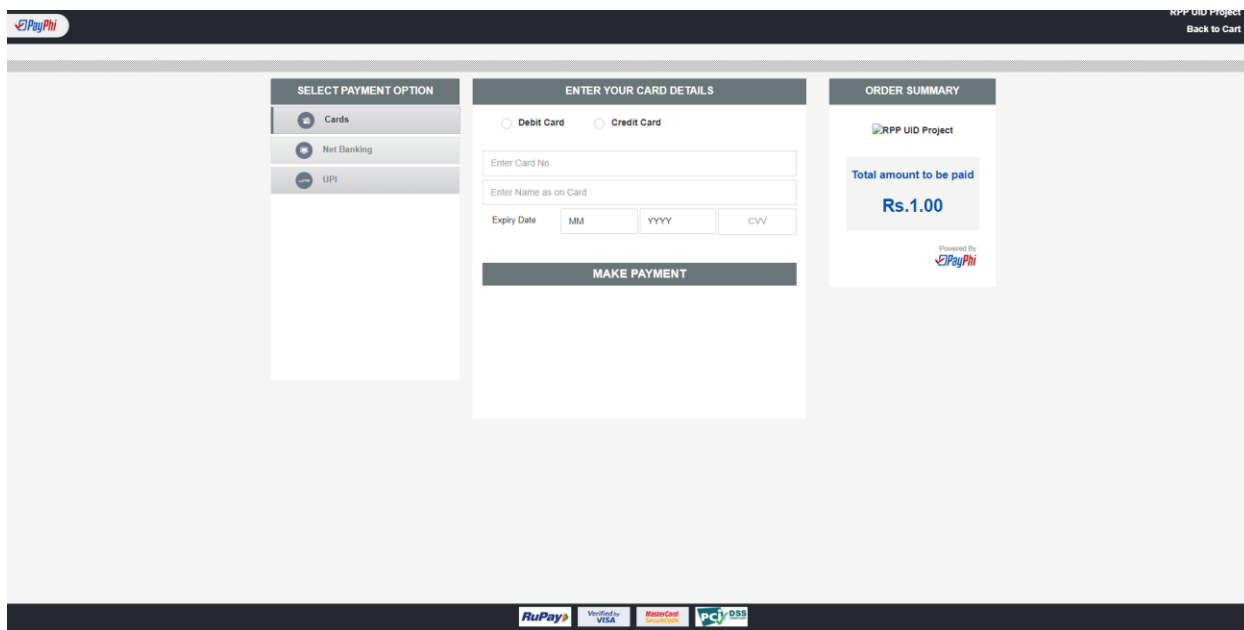 PayPhi
RPP UID Project
Back to Cart
SELECT PAYMENT OPTION
Cards
Net Banking
UPI
ENTER YOUR CARD DETAILS
Debit Card
Credit Card
Enter Card No.
Enter Name as on Card
Expiry Date
MM
YYYY
CVV
MAKE PAYMENT
ORDER SUMMARY
RPP UID Project
Total amount to be paid
Rs.1.00
Powered By
PayPhi
RuPay
Verified by
VISA
MasterCard.
SecureCode.
PCI DSS